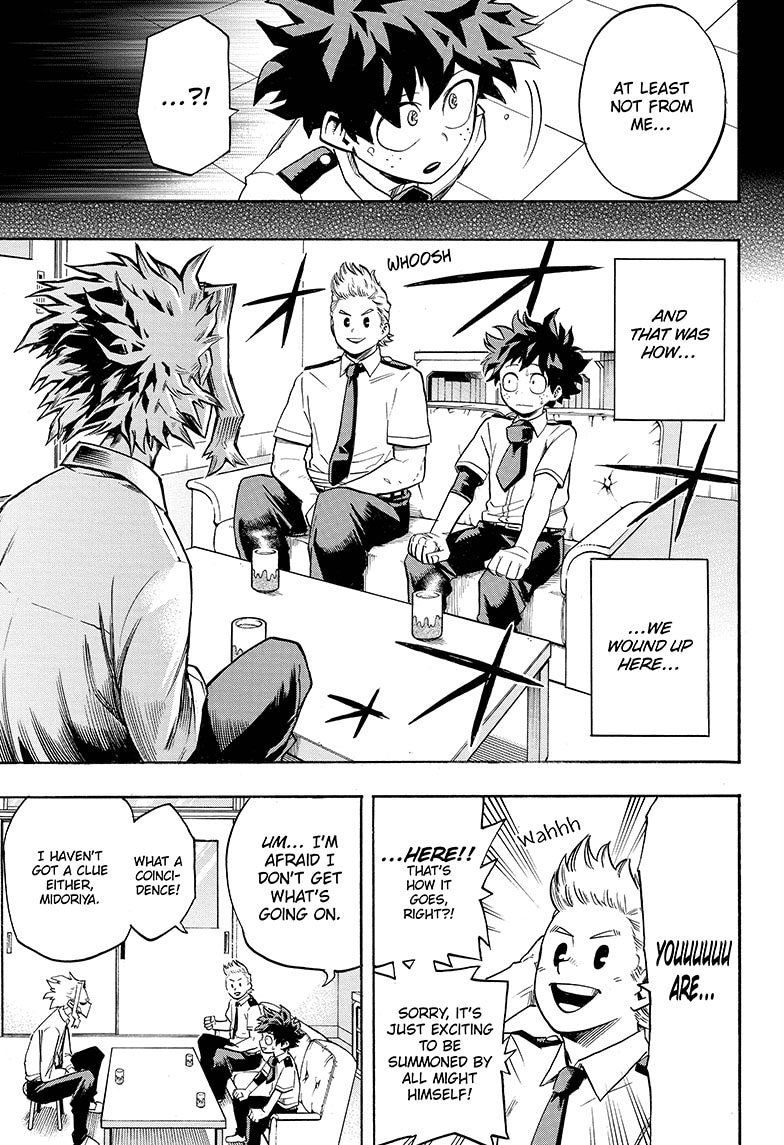 AT LEAST
NOT FROM
ME...
...?!
AND
THAT WAS
HOW...
WHOOSH
...WE
WOUND UP
HERE...
YOUUUUUU
ARE...
Wahhh
...HERE!!
THAT'S
HOW IT
GOES,
RIGHT?!
SORRY, IT'S
JUST EXCITING
TO BE
SUMMONED BY
ALL MIGHT
HIMSELF!
UM... I'M
AFRAID I
DON'T GET
WHAT'S
GOING ON.
WHAT A
COINCI-
DENCE!
I HAVEN'T
GOT A CLUE
EITHER,
MIDORIYA.